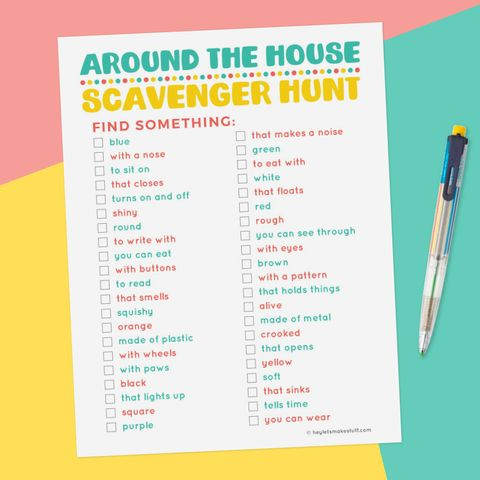 AROUND THE HOUSE
SCAVENGER HUNT
FIND SOMETHING:
blue
with a nose
to sit on
that closes
turns on and off
shiny
round
to write with
you can eat
with buttons
to read
that smells
squishy
orange
made of plastic
with wheels
with paws
black
that lights up
square
purple
that makes a noise
green
to eat with
white
that floats
red
rough
you can see through
with eyes
brown
with a pattern
that holds things
alive
made of metal
crooked
that opens
yellow
soft
that sinks
tells time
you can wear
© heyletsmakestuff.com